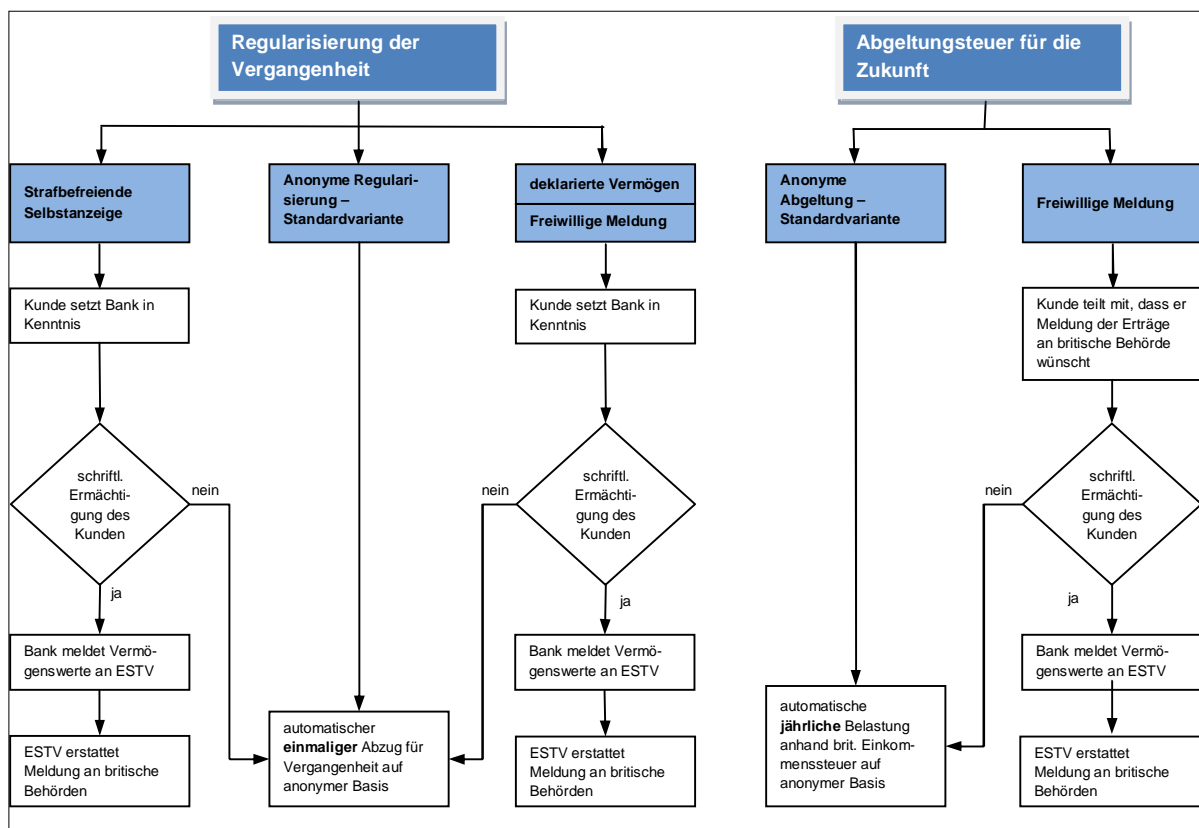 Regularisierung der
Vergangenheit
Abgeltungsteuer für die
Zukunft
Strafbefreiende
Selbstanzeige
Anonyme Regulari-
sierung –
Standardvariante
deklarierte Vermögen
Freiwillige Meldung
Anonyme
Abgeltung –
Standardvariante
Freiwillige Meldung
Kunde setzt Bank in
Kenntnis
Kunde setzt Bank in
Kenntnis
Kunde teilt mit, dass er
Meldung der Erträge
an britische Behörde
wünscht
schriftl.
Ermächti-
gung des
Kunden
nein
ja
nein
schriftl.
Ermächti-
gung des
Kunden
ja
nein
schriftl.
Ermächti-
gung des
Kunden
ja
Bank meldet Vermö-
genswerte an ESTV
Bank meldet Vermö-
genswerte an ESTV
Bank meldet Vermö-
genswerte an ESTV
ESTV erstattet
Meldung an britische
Behörden
automatischer
einmaliger Abzug für
Vergangenheit auf
anonymer Basis
ESTV erstattet
Meldung an britische
Behörden
automatische
jährliche Belastung
anhand brit. Einkom-
menssteuer auf
anonymer Basis
ESTV erstattet
Meldung an britische
Behörden